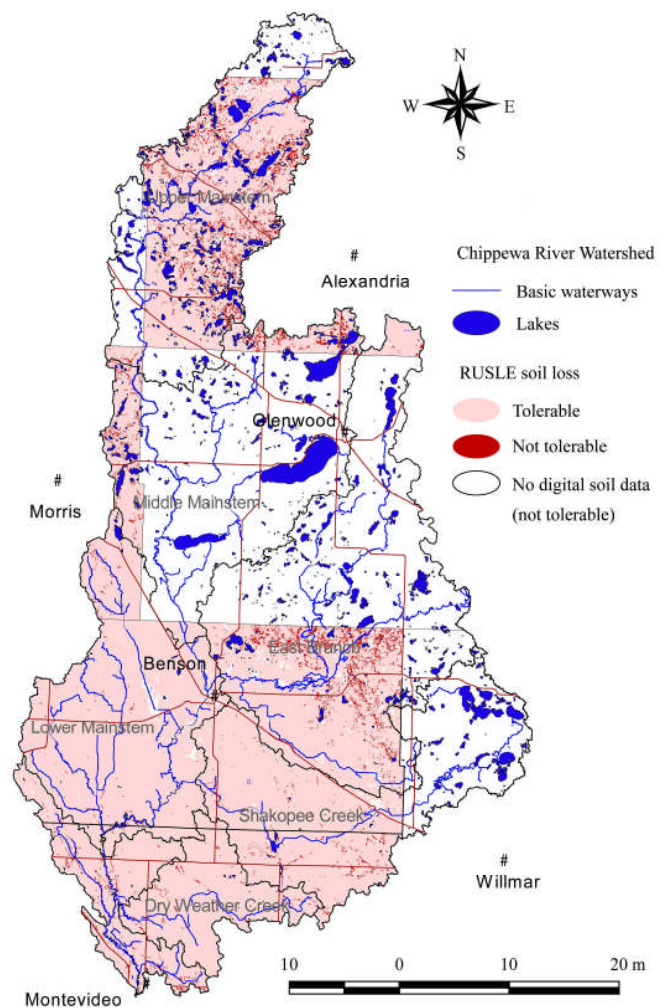 N
W E
S
#
Alexandria
Chippewa River Watershed
Basic waterways
Lakes
RUSLE soil loss
Tolerable
Not tolerable
No digital soil data
(not tolerable)
Upper Mainstem
Glenwood
#
#
Morris
Middle Mainstem
East Branch
Benson
#
Lower Mainstem
Shakopee Creek
#
Willmar
Dry Weather Creek
#
Montevideo
10 0 10 20 m